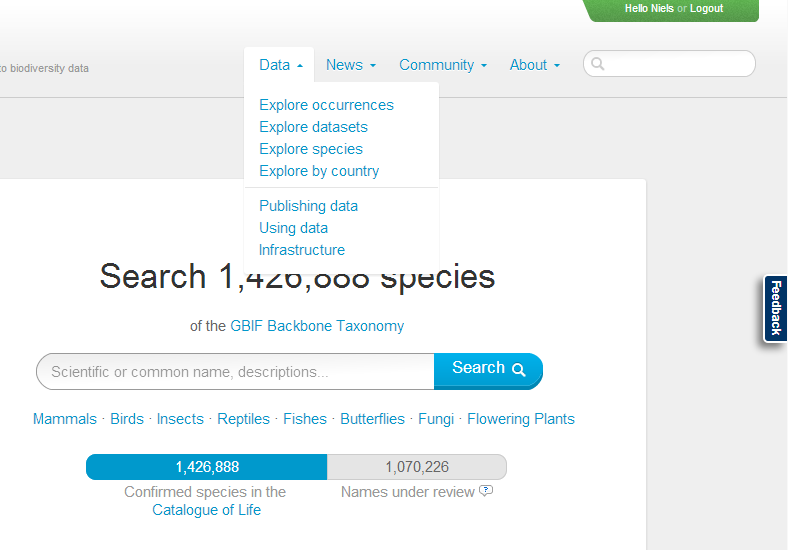 Hello Niels or Logout
to biodiversity data
Data News Community About
Explore occurrences
Explore datasets
Explore species
Explore by country
Publishing data
Using data
Infrastructure
Search 1,426,888 species
of the GBIF Backbone Taxonomy
Scientific or common name, descriptions...
Search
Mammals · Birds · Insects · Reptiles · Fishes · Butterflies · Fungi · Flowering Plants
1,426,888 1,070,226
Confirmed species in the Names under review
Catalogue of Life
Feedback